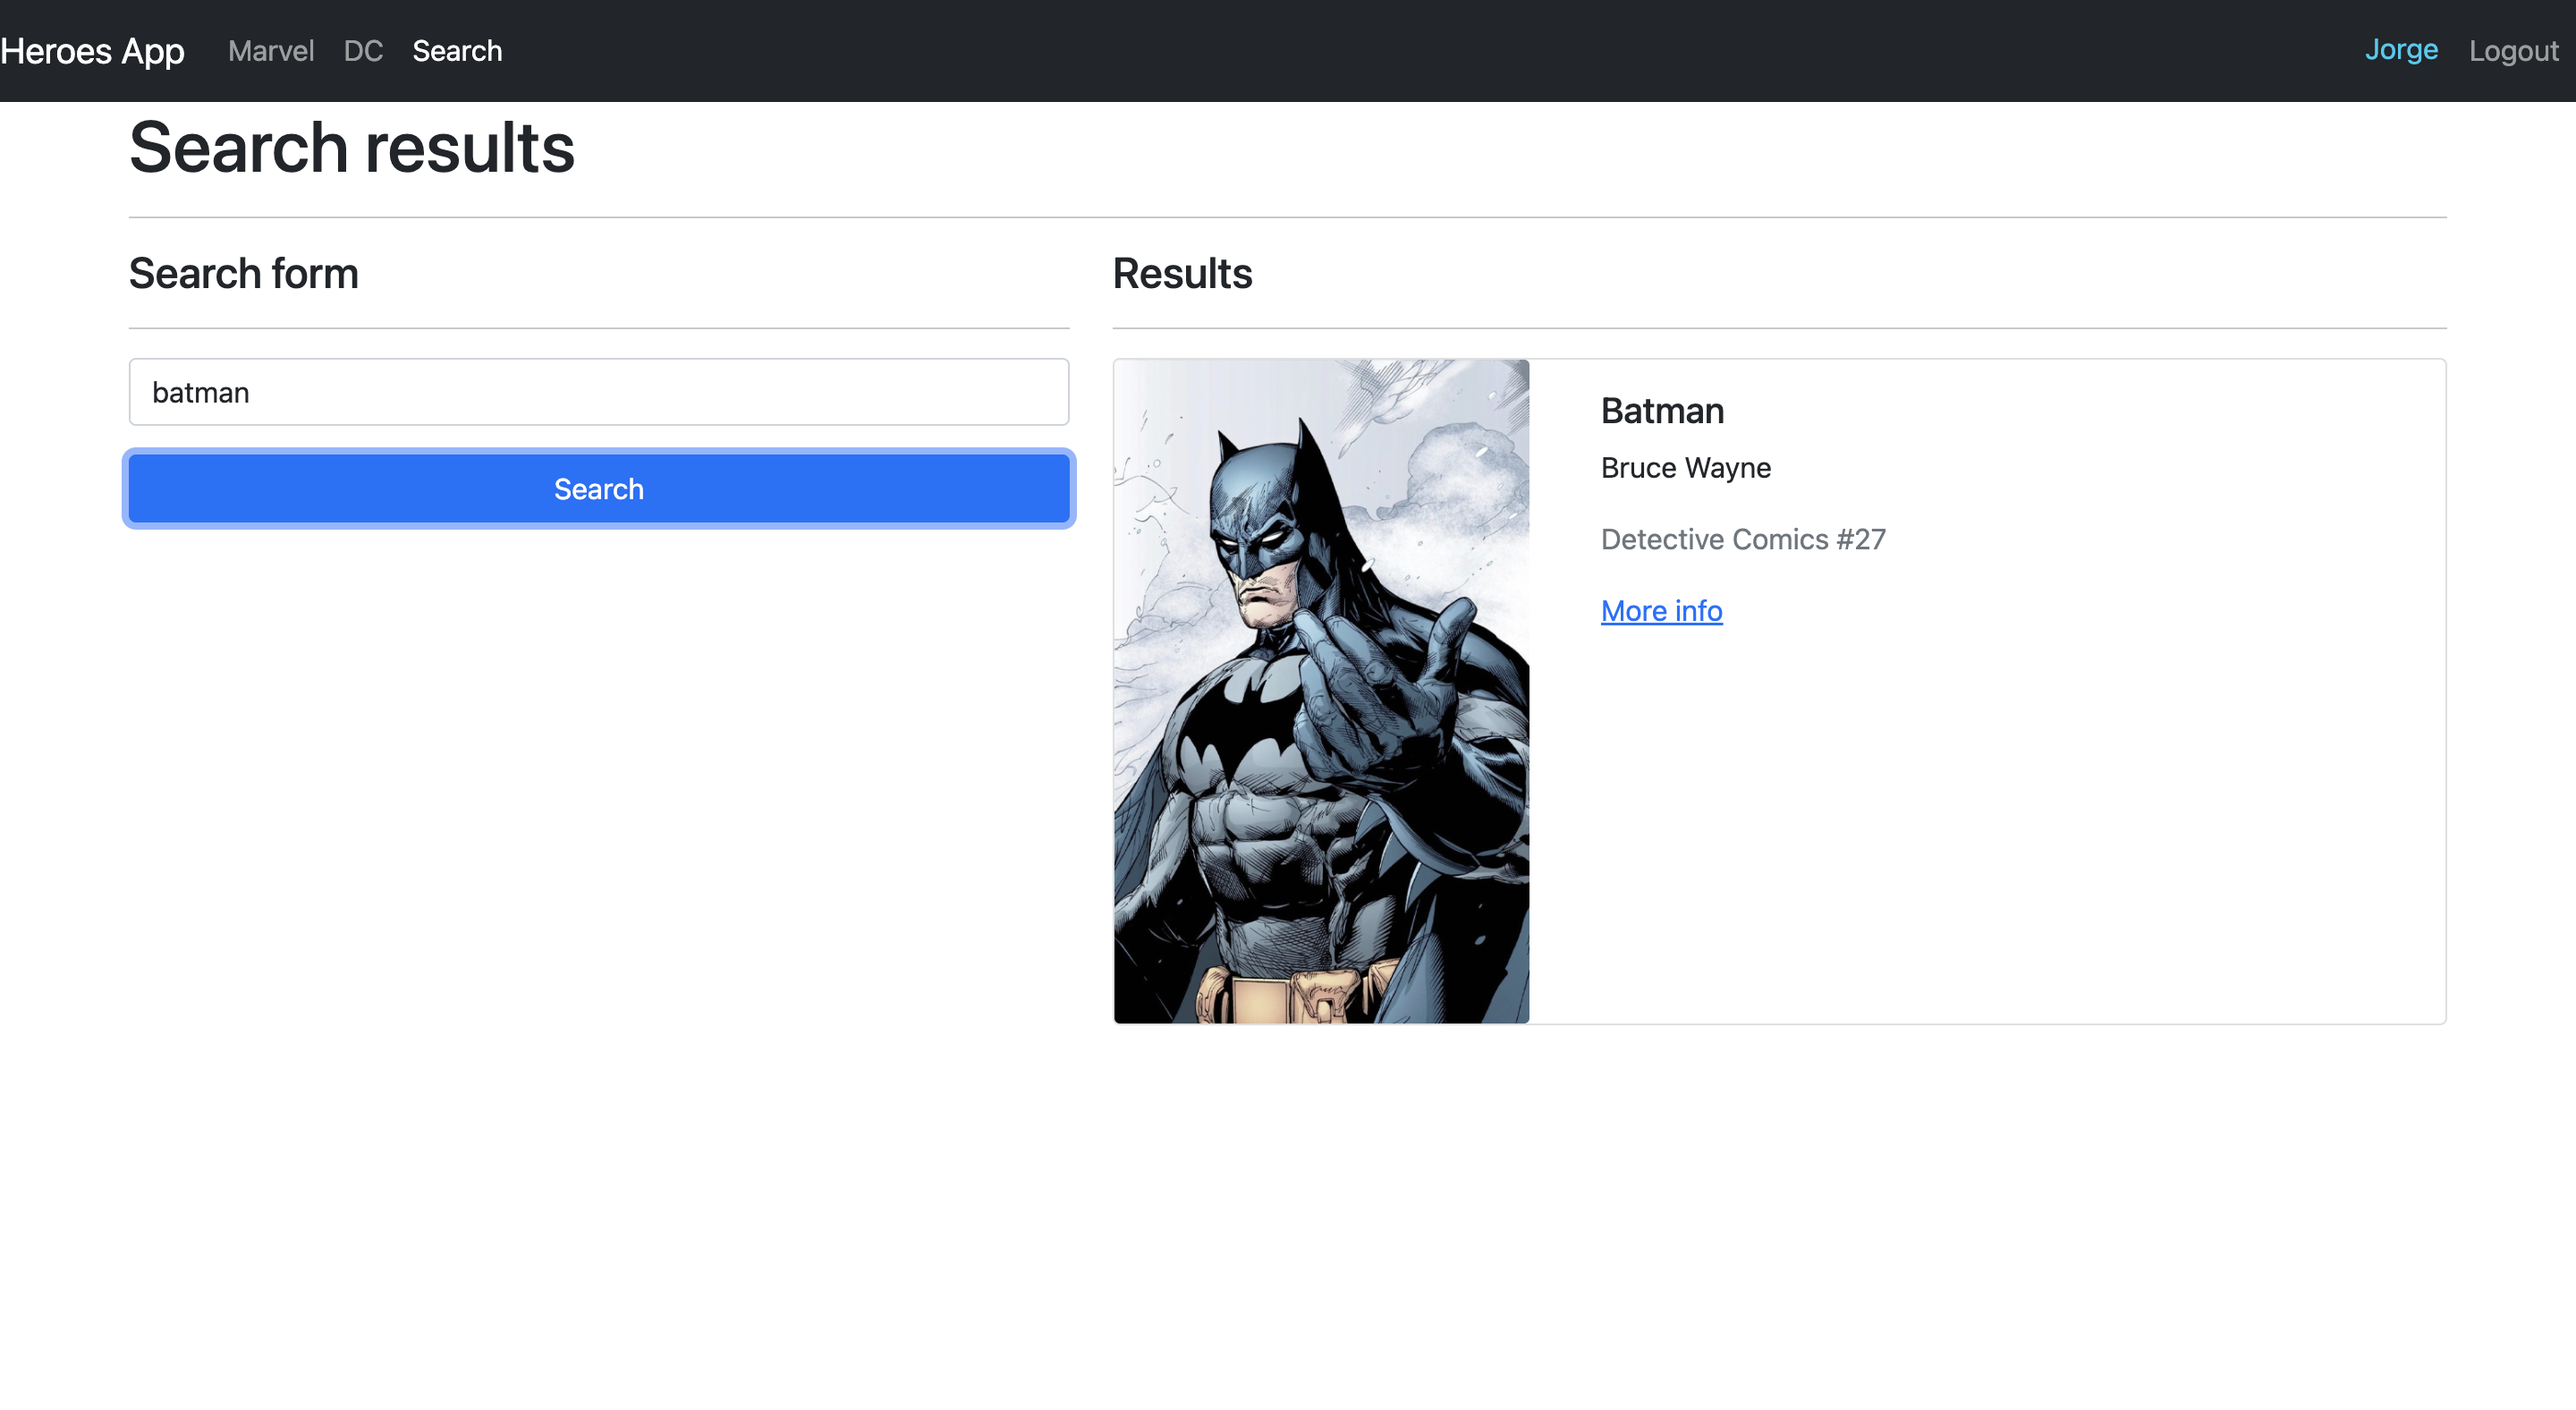 Heroes App Marvel DC Search Jorge Logout
Search results
Search form
batman
Search
Results
Batman
Bruce Wayne
Detective Comics #27
More info